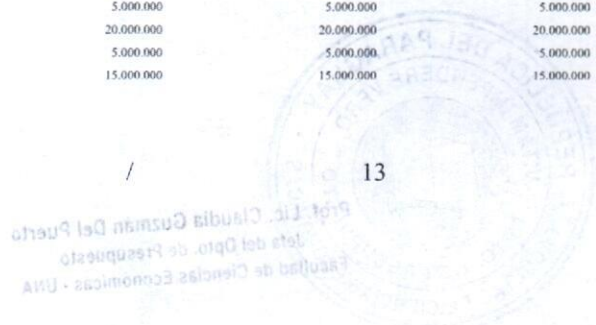 5.000.000 5.000.000 5.000.000
20.000.000 20.000.000 20.000.000
5.000.000 5.000.000 5.000.000
15.000.000 15.000.000 15.000.000
/ 13
Prof. Lic. Claudia Guzmán Del Puerto
Jefa del Dpto. de Presupuesto
Facultad de Ciencias Económicas - UNA